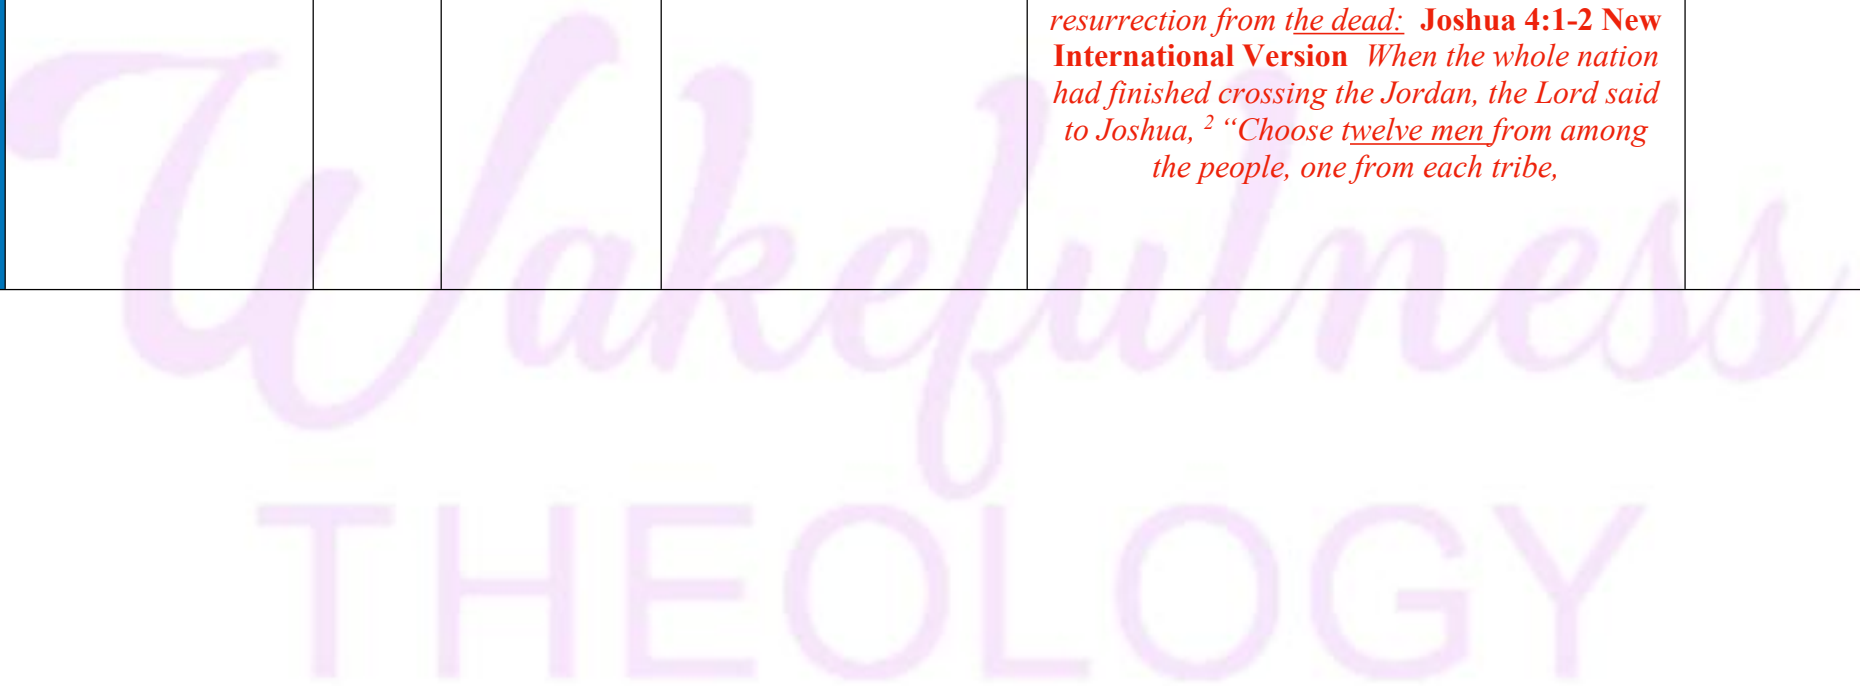 resurrection from the dead: Joshua 4:1-2 New
International Version When the whole nation
had finished crossing the Jordan, the Lord said
to Joshua, 2 “Choose twelve men from among
the people, one from each tribe,
Wakefulness
THEOLOGY